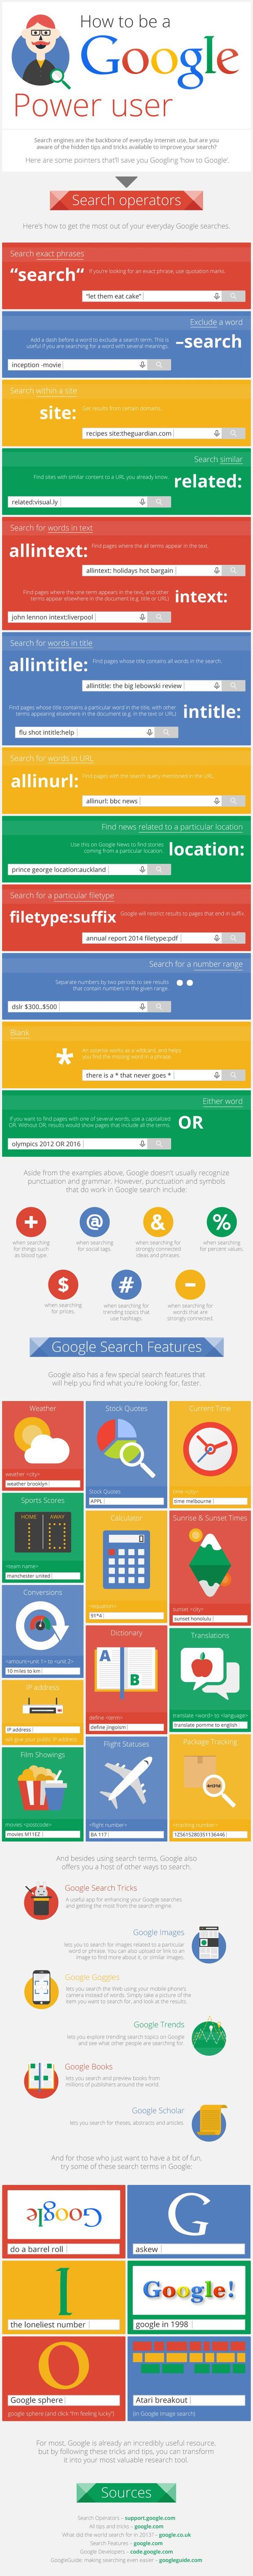 How to be a
Google
Power user
Search engines are the backbone of everyday internet use, but are you
aware of the hidden tips and tricks available to improve your search?
Here are some pointers that'll save you Googling 'how to Google'.
Search operators
Here's how to get the most out of your everyday Google searches.
Search exact phrases
"search"
If you're looking for an exact phrase, use quotation marks.
"let them eat cake"
Exclude a word
Add a dash before a word to exclude a search term. This is
useful if you are searching for a word with several meanings.
-search
inception -movie
Search within a site
site:
Get results from certain domains.
recipes site:theguardian.com
Search similar
Find sites with similar content to a URL you already know.
related:
related:visual.ly
Search for words in text
allintext:
Find pages where the all terms appear in the text.
allintext: holidays hot bargain
Find pages where the one term appears in the text, and other
terms appear elsewhere in the document (e.g. title or URL)
intext:
john lennon intext:liverpool
Search for words in title
allintitle:
Find pages whose title contains all words in the search.
allintitle: the big lebowski review
Find pages whose title contains a particular word in the title, with other
terms appearing elsewhere in the document (e.g. in the text or URL)
intitle:
flu shot intitle:help
Search for words in URL
allinurl:
Find pages with the search query mentioned in the URL.
allinurl: bbc news
Find news related to a particular location
Use this on Google News to find stories
coming from a particular location.
location:
prince george location:auckland
Search for a particular filetype
filetype:suffix
Google will restrict results to pages that end in suffix.
annual report 2014 filetype:pdf
Search for a number range
Separate numbers by two periods to see results
that contain numbers in the given range.
dslr $300..$500
Blank
*
An asterisk works as a wildcard, and helps
you find the missing word in a phrase.
there is a * that never goes *
Either word
If you want to find pages with one of several words, use a capitalized
OR. Without OR, results would show pages that include all the terms.
OR
olympics 2012 OR 2016
Aside from the examples above, Google doesn't usually recognize
punctuation and grammar. However, punctuation and symbols
that do work in Google search include:
+ @ & %
when searching for things such as blood type.
when searching for social tags.
when searching for strongly connected ideas and phrases.
when searching for percent values.
$ # -
when searching for prices.
when searching for trending topics that use hashtags.
when searching for words that are strongly connected.
Google Search Features
Google also has a few special search features that
will help you find what you're looking for, faster.
Weather
weather <city>
weather brooklyn
Stock Quotes
Stock Quotes
APPL
Current Time
time <city>
time melbourne
Sports Scores
HOME AWAY
<team name>
manchester united
Calculator
<equation>
91*4
Sunrise & Sunset Times
sunset <city>
sunset honolulu
Conversions
<amount><unit 1> to <unit 2>
10 miles to km
Dictionary
A
B
define <term>
define jingoism
Translations
translate <word> to <language>
translate pomme to english
IP address
IP address
will give your public IP address
Flight Statuses
<flight number>
BA 117
Package Tracking
<tracking number>
1Z5615280351136446
Film Showings
movies <postcode>
movies M11EZ
And besides using search terms, Google also
offers you a host of other ways to search.
Google Search Tricks
A useful app for enhancing your Google searches
and getting the most from the search engine.
Google Images
lets you to search for images related to a particular
word or phrase. You can also upload or link to an
image to find more about it, or similar images.
Google Goggles
lets you search the Web using your mobile phone's
camera instead of words. Simply take a picture of the
item you want to search for, and look at the results.
Google Trends
lets you explore trending search topics on Google
and see what other people are searching for.
Google Books
lets you search and preview books from
millions of publishers around the world.
Google Scholar
lets you search for theses, abstracts and articles.
And for those who just want to have a bit of fun,
try some of these search terms in Google:
Google
do a barrel roll
G
askew
1
the loneliest number
Google!
google in 1998
O
Google sphere
google sphere (and click "I'm feeling lucky")
Atari breakout
(in Google Image search)
For most, Google is already an incredibly useful resource,
but by following these tricks and tips, you can transform
it into your most valuable research tool.
Sources
Search Operators - support.google.com
All tips and tricks - google.com
What did the world search for in 2013? - google.co.uk
Search Features - google.com
Google Developers - code.google.com
GoogleGuide: making searching even easier - googleguide.com